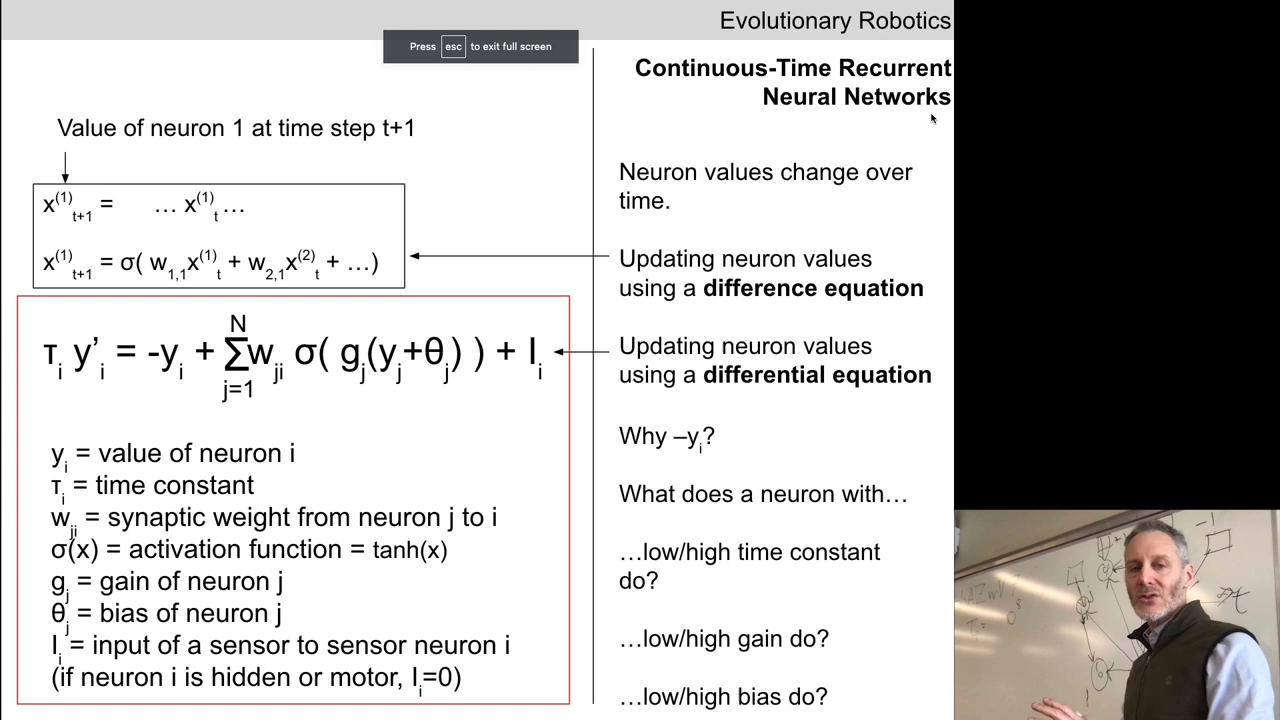 Evolutionary Robotics
Press esc to exit full screen
Continuous-Time Recurrent
Neural Networks
Value of neuron 1 at time step t+1
x⁽¹⁾ₜ₊₁ = … x⁽¹⁾ₜ …
x⁽¹⁾ₜ₊₁ = σ( w₁,₁x⁽¹⁾ₜ + w₂,₁x⁽²⁾ₜ + …)
τᵢ y’ᵢ = -yᵢ + Σ_{j=1}^{N} wⱼᵢ σ( gⱼ(yⱼ+θⱼ) ) + Iᵢ
yᵢ = value of neuron i
τᵢ = time constant
wⱼᵢ = synaptic weight from neuron j to i
σ(x) = activation function = tanh(x)
gⱼ = gain of neuron j
θⱼ = bias of neuron j
Iᵢ = input of a sensor to sensor neuron i
(if neuron i is hidden or motor, Iᵢ=0)
Neuron values change over
time.
Updating neuron values
using a difference equation
Updating neuron values
using a differential equation
Why –yᵢ?
What does a neuron with…
…low/high time constant
do?
…low/high gain do?
…low/high bias do?
-1